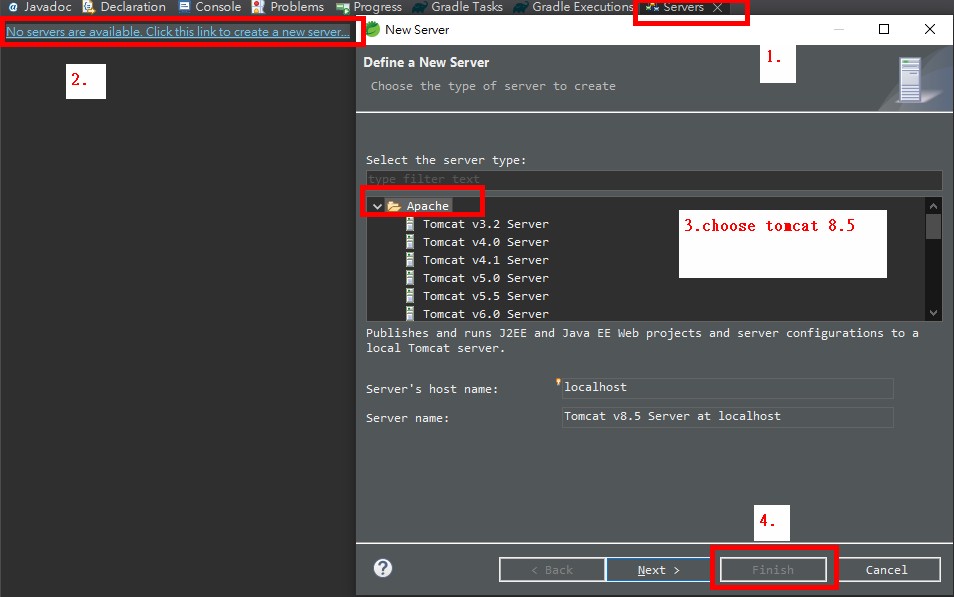 @ Javadoc Declaration Console Problems Progress Gradle Tasks Gradle Executions Servers
No servers are available. Click this link to create a new server...
New Server
1.
2.
Define a New Server
Choose the type of server to create
Select the server type:
type filter text
Apache
3.choose tomcat 8.5
Tomcat v3.2 Server
Tomcat v4.0 Server
Tomcat v4.1 Server
Tomcat v5.0 Server
Tomcat v5.5 Server
Tomcat v6.0 Server
Publishes and runs J2EE and Java EE Web projects and server configurations to a
local Tomcat server.
Server's host name: localhost
Server name: Tomcat v8.5 Server at localhost
4.
? < Back Next > Finish Cancel